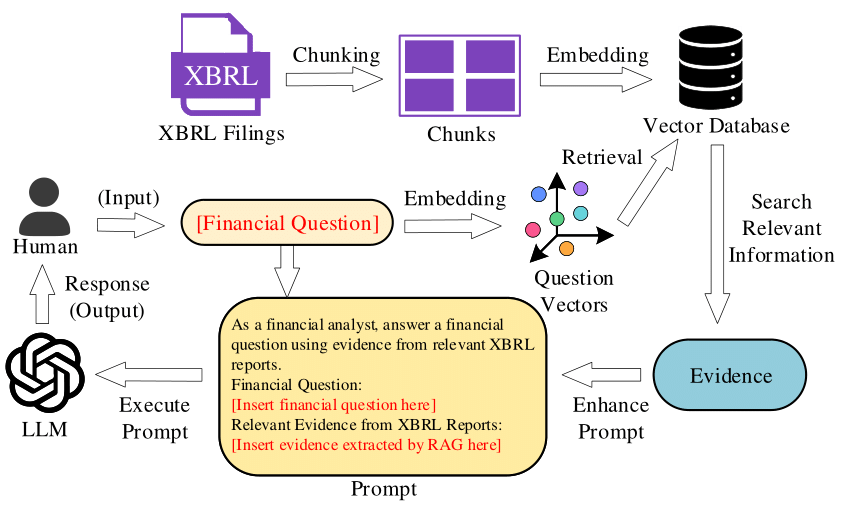 XBRL
Chunking
Embedding
XBRL Filings
Chunks
Vector Database
Retrieval
(Input)
[Financial Question]
Embedding
Search
Relevant
Information
Human
Question
Vectors
Response
(Output)
As a financial analyst, answer a financial
question using evidence from relevant XBRL
reports.
Financial Question:
[Insert financial question here]
Relevant Evidence from XBRL Reports:
[Insert evidence extracted by RAG here]
Evidence
LLM
Execute
Prompt
Enhance
Prompt
Prompt